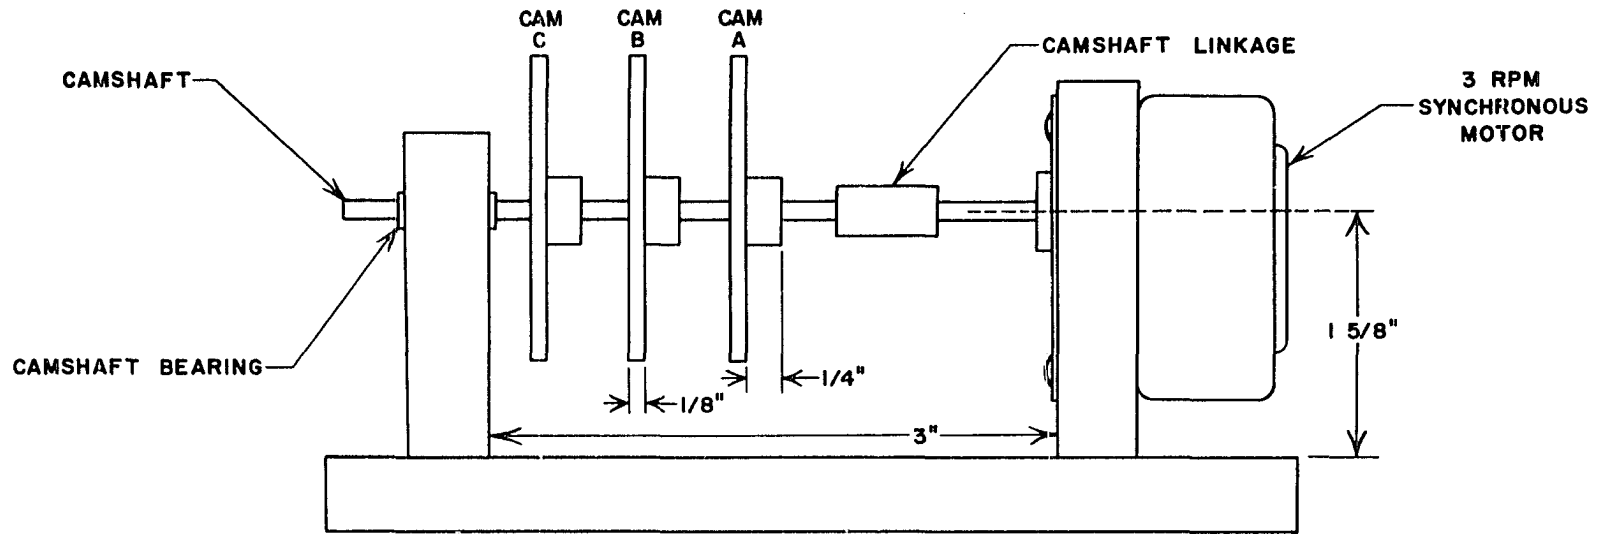 CAM
C
CAM
B
CAM
A
CAMSHAFT LINKAGE
CAMSHAFT
3 RPM
SYNCHRONOUS
MOTOR
1 5/8"
CAMSHAFT BEARING
1/4"
1/8"
3"